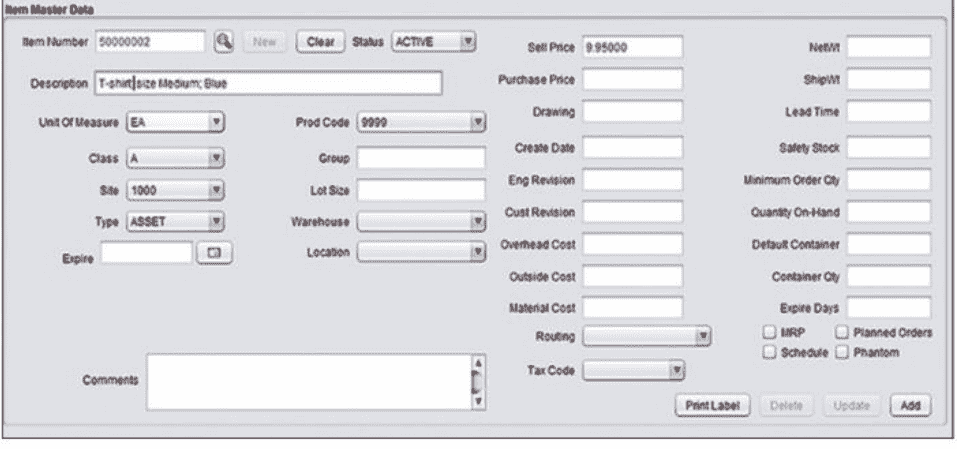 Item Master Data
Item Number 50000002 New Clear Status ACTIVE
Description T-shirt size Medium; Blue
Unit Of Measure EA Prod Code 9999
Class A Group
Site 1000 Lot Size
Type ASSET Warehouse
Expire Location
Comments
Sell Price 9.95000 NetWt
Purchase Price ShipWt
Drawing Lead Time
Create Date Safety Stock
Eng Revision Minimum Order Qty
Cust Revision Quantity On-Hand
Overhead Cost Default Container
Outside Cost Container Qty
Material Cost Expire Days
Routing MRP Planned Orders
Schedule Phantom
Tax Code
Print Label Delete Update Add